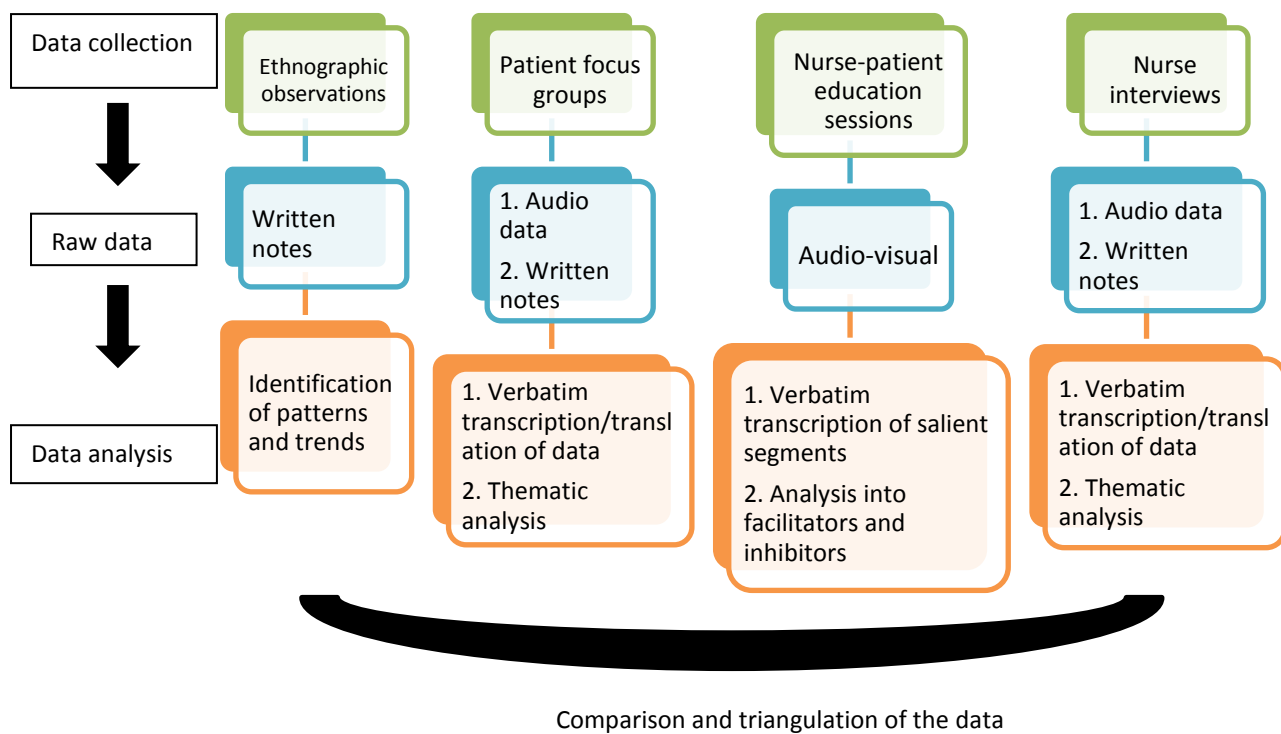 Data collection
Ethnographic
observations
Patient focus
groups
Nurse-patient
education
sessions
Nurse
interviews
Raw data
Written
notes
1. Audio
data
2. Written
notes
Audio-visual
1. Audio data
2. Written
notes
Data analysis
Identification
of patterns
and trends
1. Verbatim
transcription/transl
ation of data
2. Thematic
analysis
1. Verbatim
transcription of salient
segments
2. Analysis into
facilitators and
inhibitors
1. Verbatim
transcription/transl
ation of data
2. Thematic
analysis
Comparison and triangulation of the data